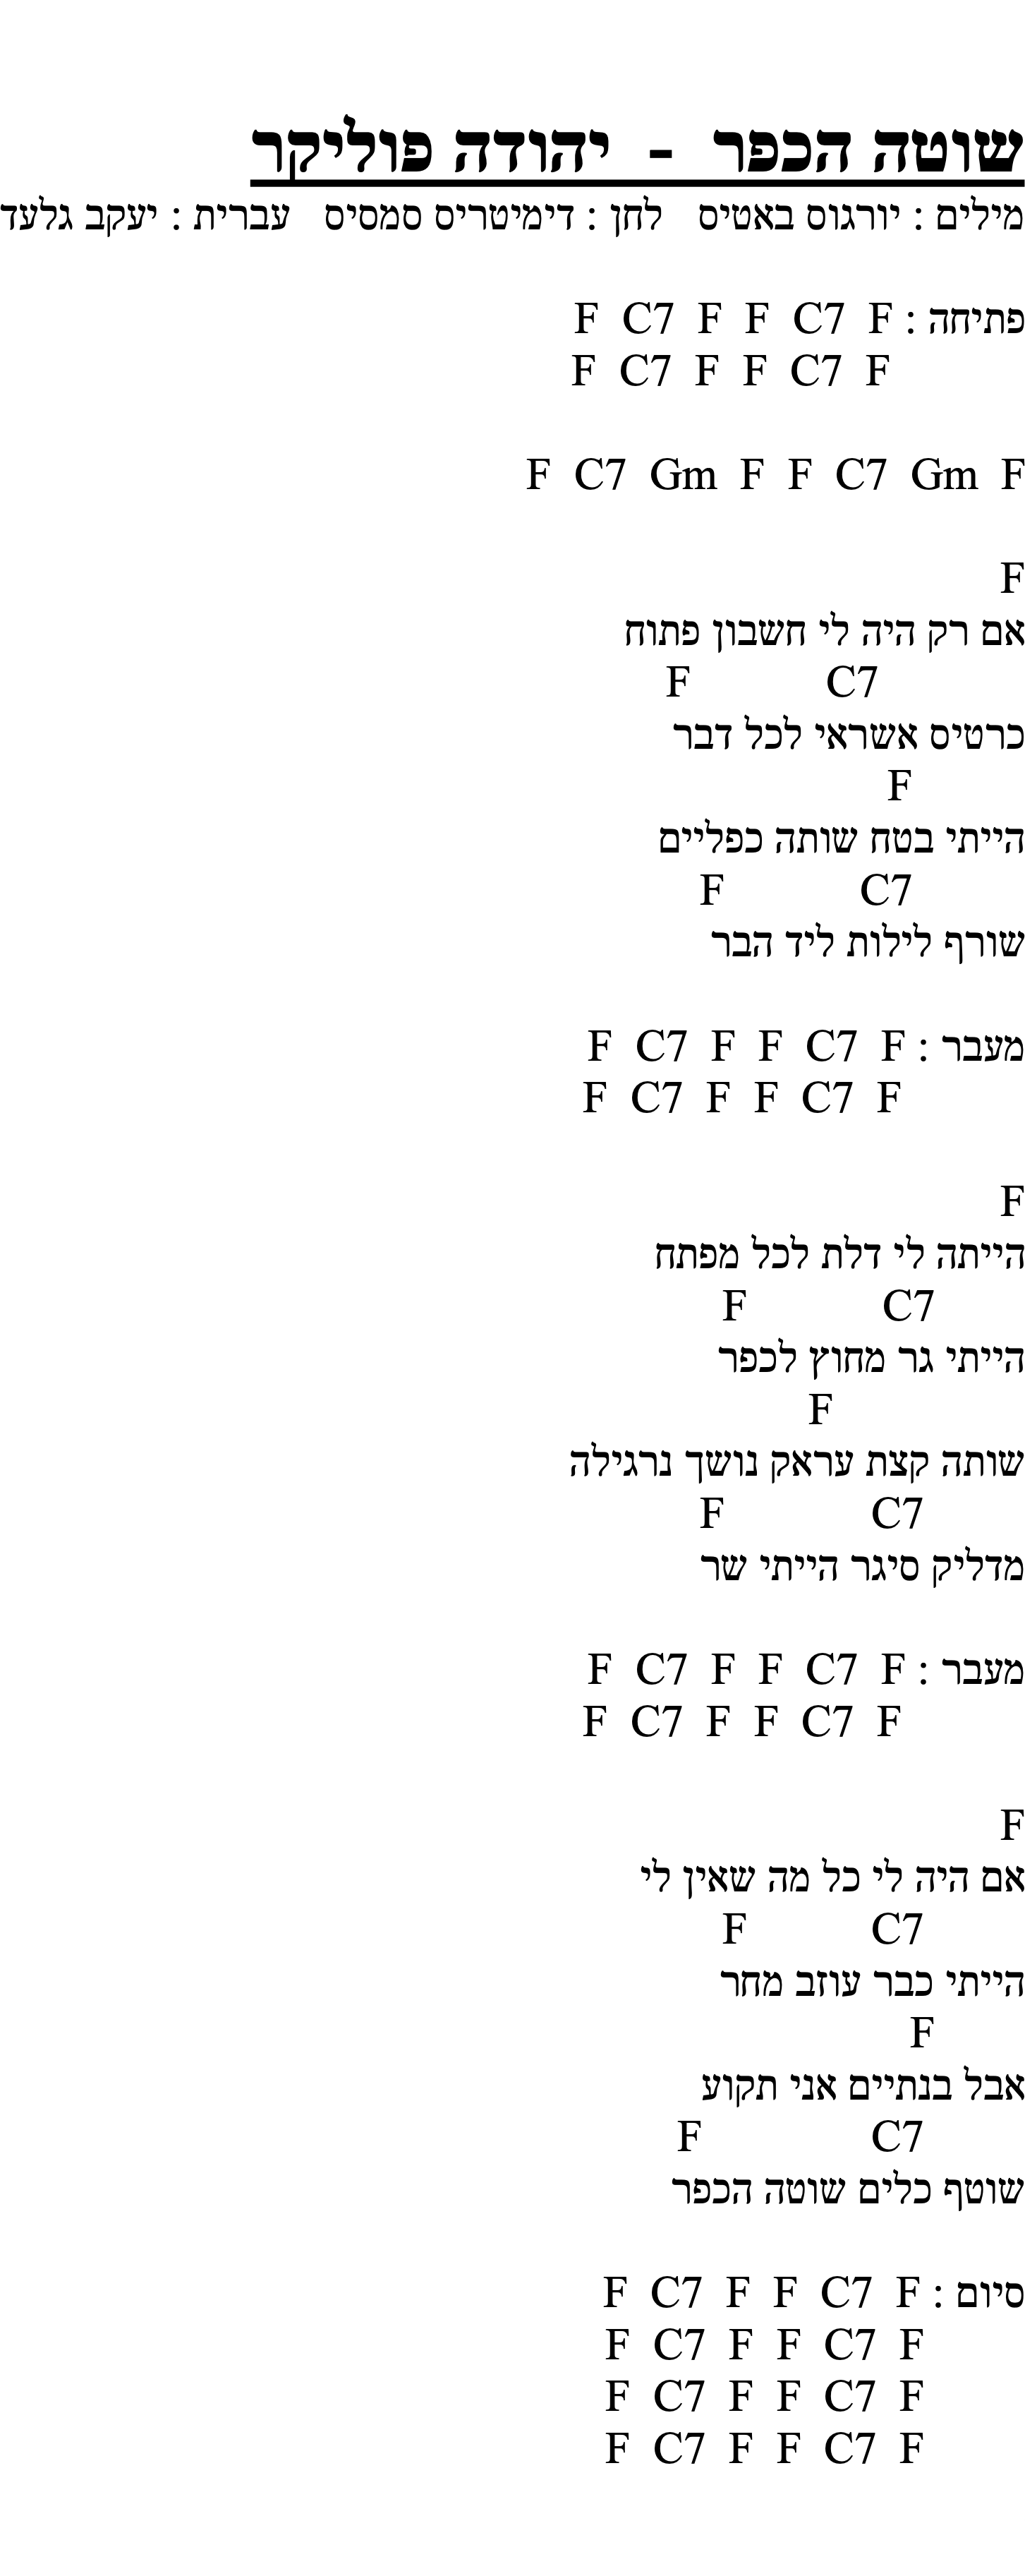 שוטה הכפר - יהודה פוליקר
מילים : יורגוס באטיס לחן : דימיטריס סמסיס עברית : יעקב גלעד
פתיחה : F C7 F F C7 F
F C7 F F C7 F
F C7 Gm F F C7 Gm F
F
אם רק היה לי חשבון פתוח
F C7
כרטיס אשראי לכל דבר
F
הייתי בטח שותה כפליים
F C7
שורף לילות ליד הבר
מעבר : F C7 F F C7 F
F C7 F F C7 F
F
הייתה לי דלת לכל מפתח
F C7
הייתי גר מחוץ לכפר
F
שותה קצת עראק נושך נרגילה
F C7
מדליק סיגר הייתי שר
מעבר : F C7 F F C7 F
F C7 F F C7 F
F
אם היה לי כל מה שאין לי
F C7
הייתי כבר עוזב מחר
F
אבל בנתיים אני תקוע
F C7
שוטף כלים שוטה הכפר
סיום : F C7 F F C7 F
F C7 F F C7 F
F C7 F F C7 F
F C7 F F C7 F